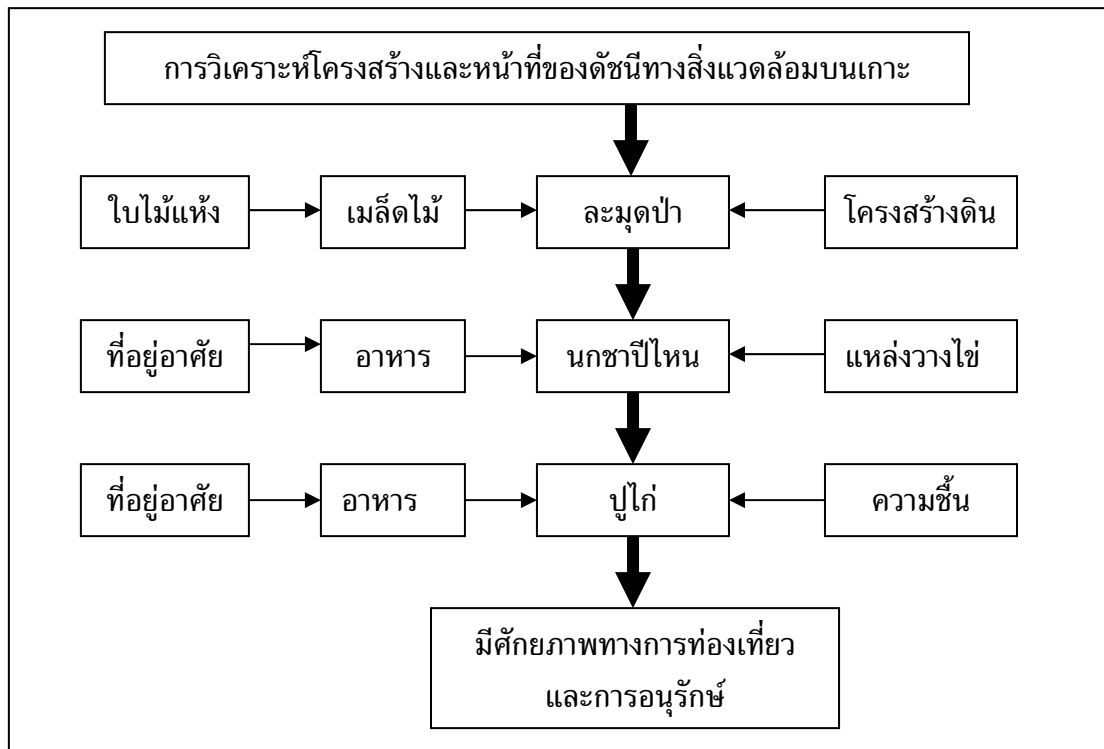 การวิเคราะห์โครงสร้างและหน้าที่ของดัชนีทางสิ่งแวดล้อมบนเกาะ
ใบไม้แห้ง
เมล็ดไม้
ละมุดป่า
โครงสร้างดิน
ที่อยู่อาศัย
อาหาร
นกชาปีไหน
แหล่งวางไข่
ที่อยู่อาศัย
อาหาร
ปูไก่
ความชื้น
มีศักยภาพทางการท่องเที่ยว
และการอนุรักษ์